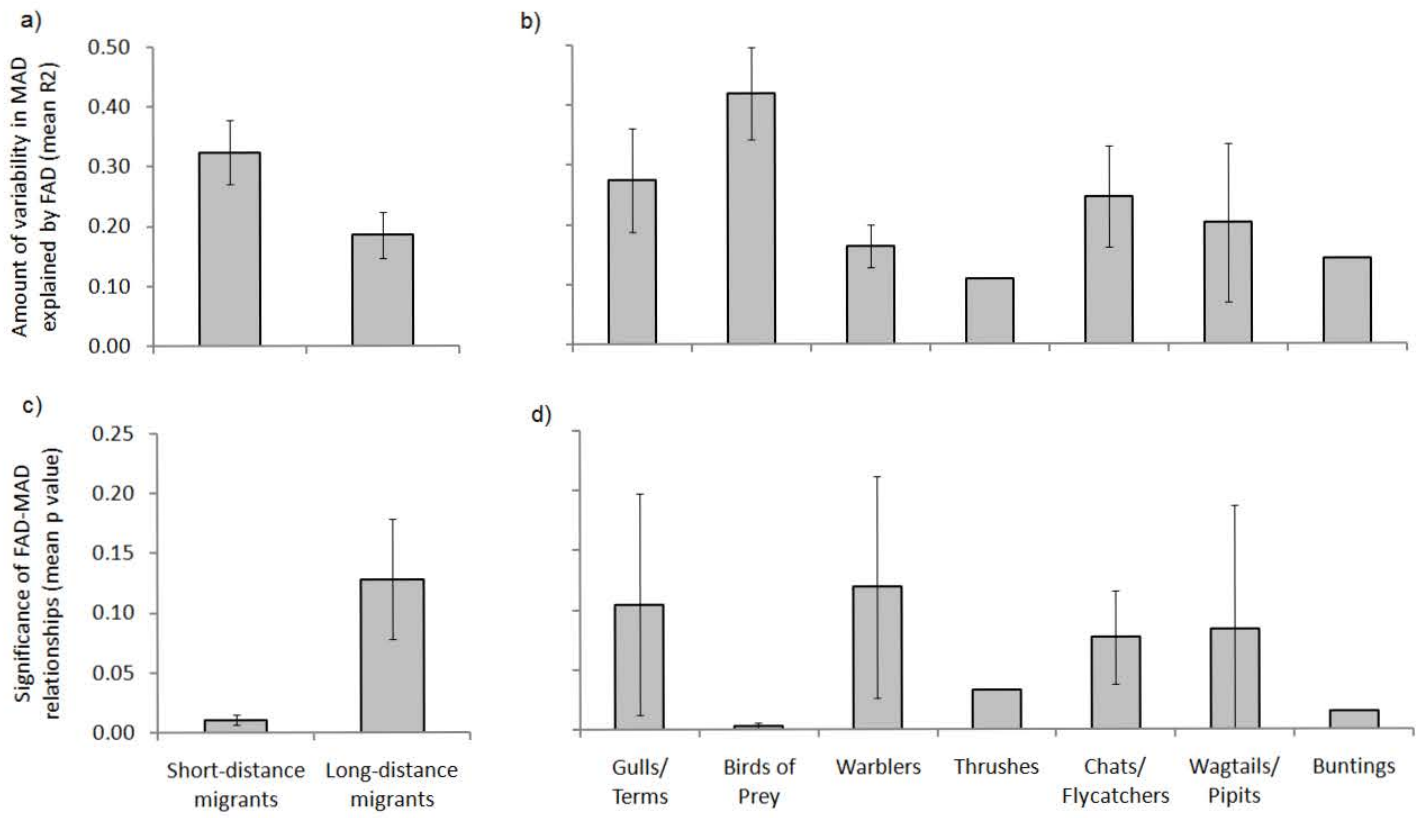 a)
b)
Amount of variability in MAD
explained by FAD (mean R2)
0.50
0.40
0.30
0.20
0.10
0.00
c)
d)
Significance of FAD-MAD
relationships (mean p value)
0.25
0.20
0.15
0.10
0.05
0.00
Short-distance
migrants
Long-distance
migrants
Gulls/
Terms
Birds of
Prey
Warblers
Thrushes
Chats/
Flycatchers
Wagtails/
Pipits
Buntings